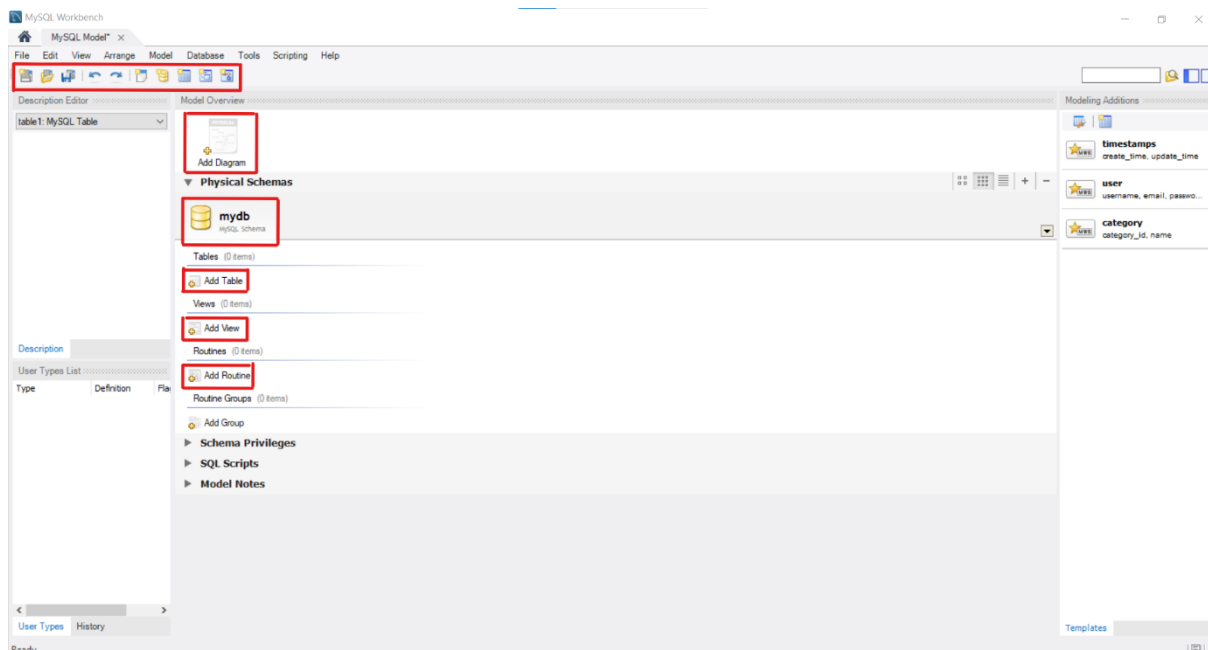 MySQL Workbench
MySQL Model* ×
File Edit View Arrange Model Database Tools Scripting Help
Description Editor
Model Overview
Modeling Additions
table1: MySQL Table
Add Diagram
Physical Schemas
mydb
MySQL Schema
Tables (0 items)
Add Table
Views (0 items)
Add View
Routines (0 items)
Add Routine
Routine Groups (0 items)
Add Group
Schema Privileges
SQL Scripts
Model Notes
timestamps
create_time, update_time
user
username, email, passwo...
category
category_id, name
Description
User Types List
Type Definition Fla
User Types History
Templates
Ready